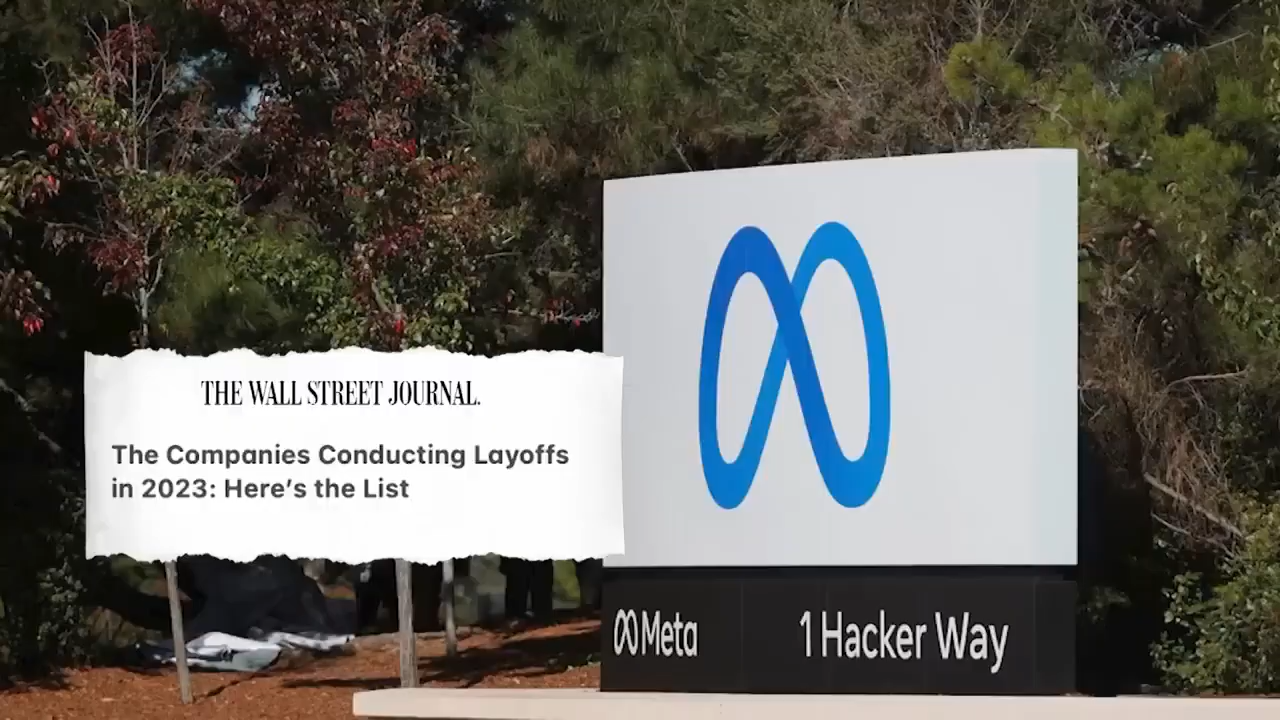 THE WALL STREET JOURNAL.
The Companies Conducting Layoffs
in 2023: Here’s the List
Meta
1 Hacker Way